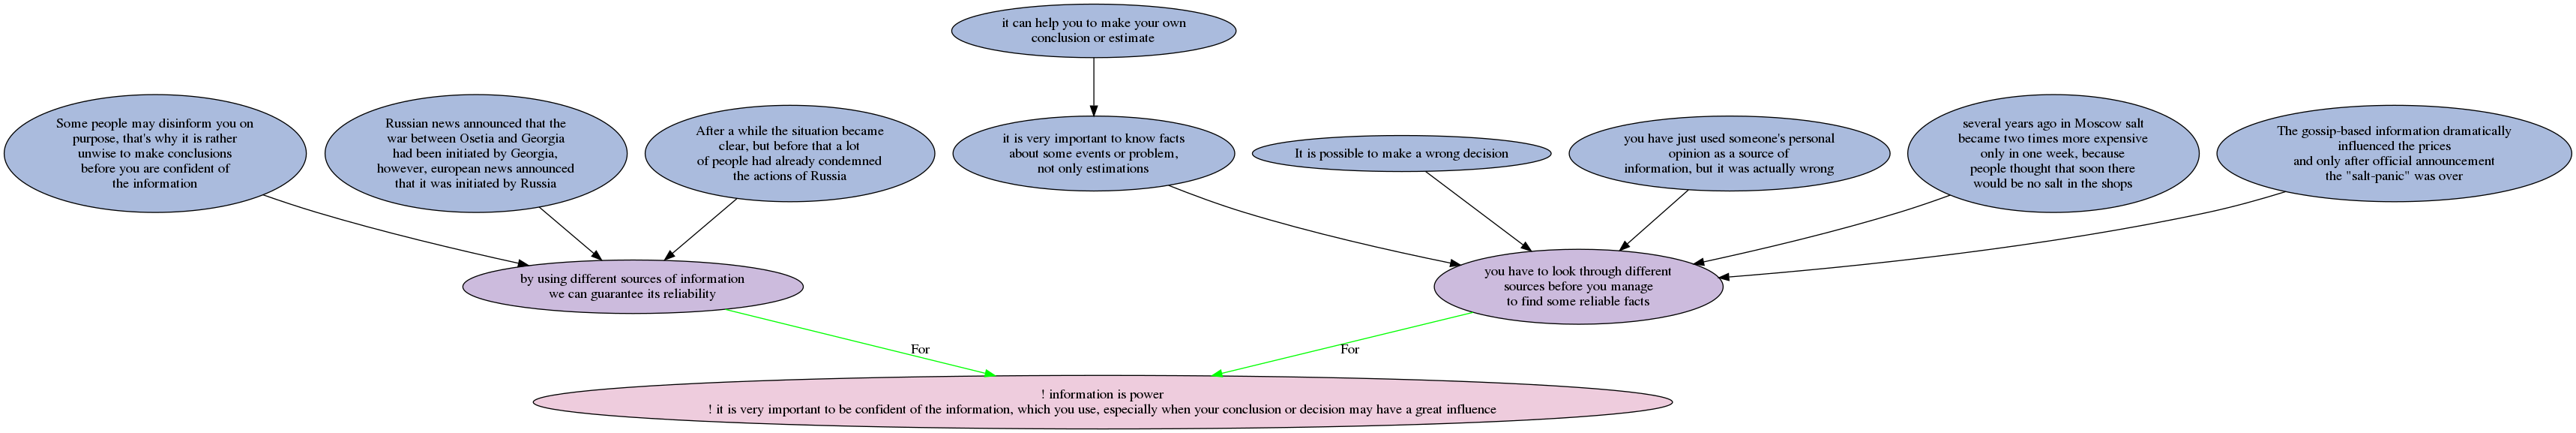 it can help you to make your own
conclusion or estimate
Some people may disinform you on
purpose, that's why it is rather
unwise to make conclusions
before you are confident of
the information
Russian news announced that the
war between Osetia and Georgia
had been initiated by Georgia,
however, european news announced
that it was initiated by Russia
After a while the situation became
clear, but before that a lot
of people had already condemned
the actions of Russia
it is very important to know facts
about some events or problem,
not only estimations
It is possible to make a wrong decision
you have just used someone's personal
opinion as a source of
information, but it was actually wrong
several years ago in Moscow salt
became two times more expensive
only in one week, because
people thought that soon there
would be no salt in the shops
The gossip-based information dramatically
influenced the prices
and only after official announcement
the "salt-panic" was over
by using different sources of information
we can guarantee its reliability
you have to look through different
sources before you manage
to find some reliable facts
For
For
! information is power
! it is very important to be confident of the information, which you use, especially when your conclusion or decision may have a great influence